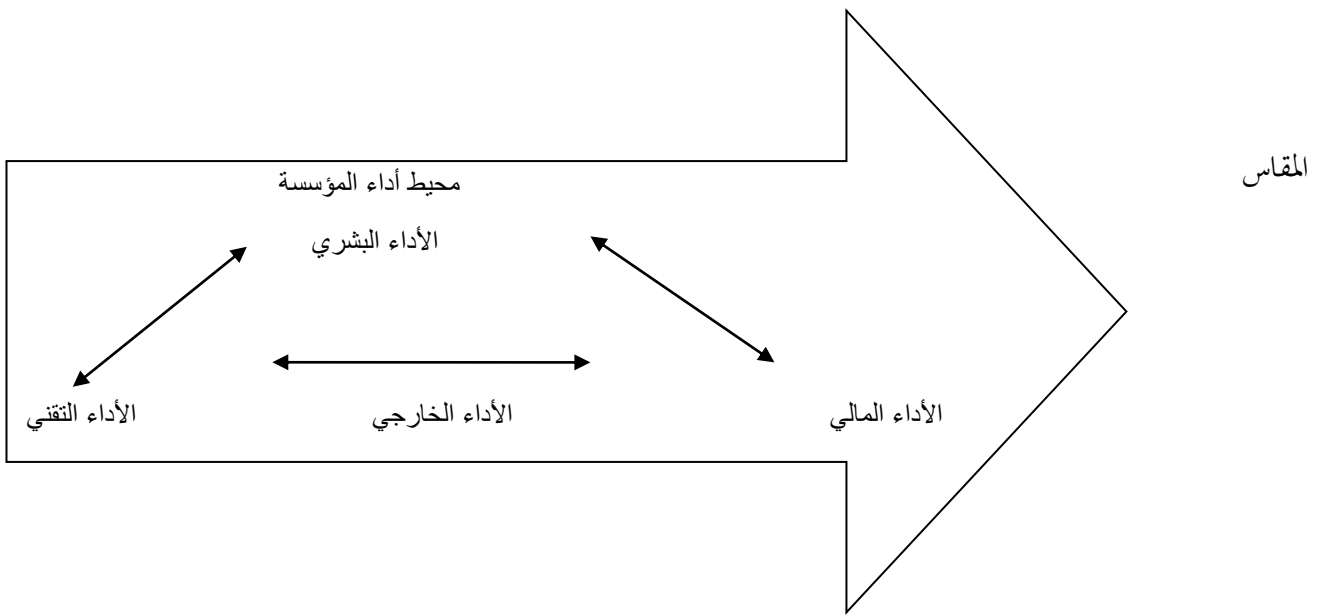 المقاس
محيط أداء المؤسسة
الأداء البشري
الأداء المالي
الأداء الخارجي
الأداء التقني